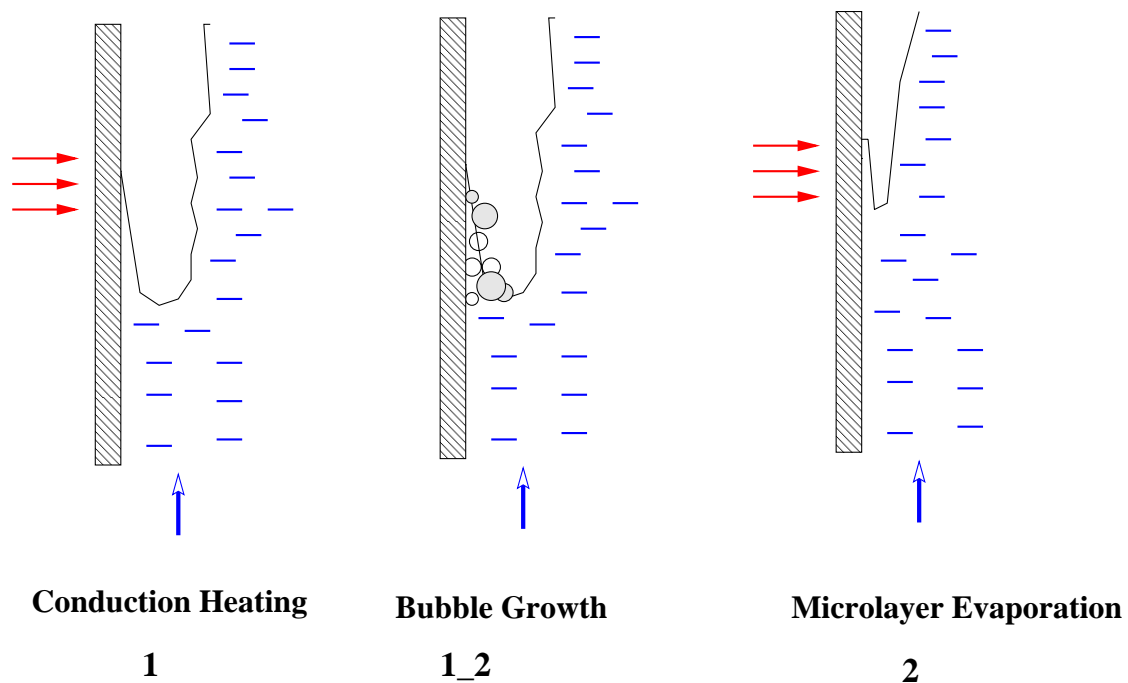 Conduction Heating
1
Bubble Growth
1_2
Microlayer Evaporation
2